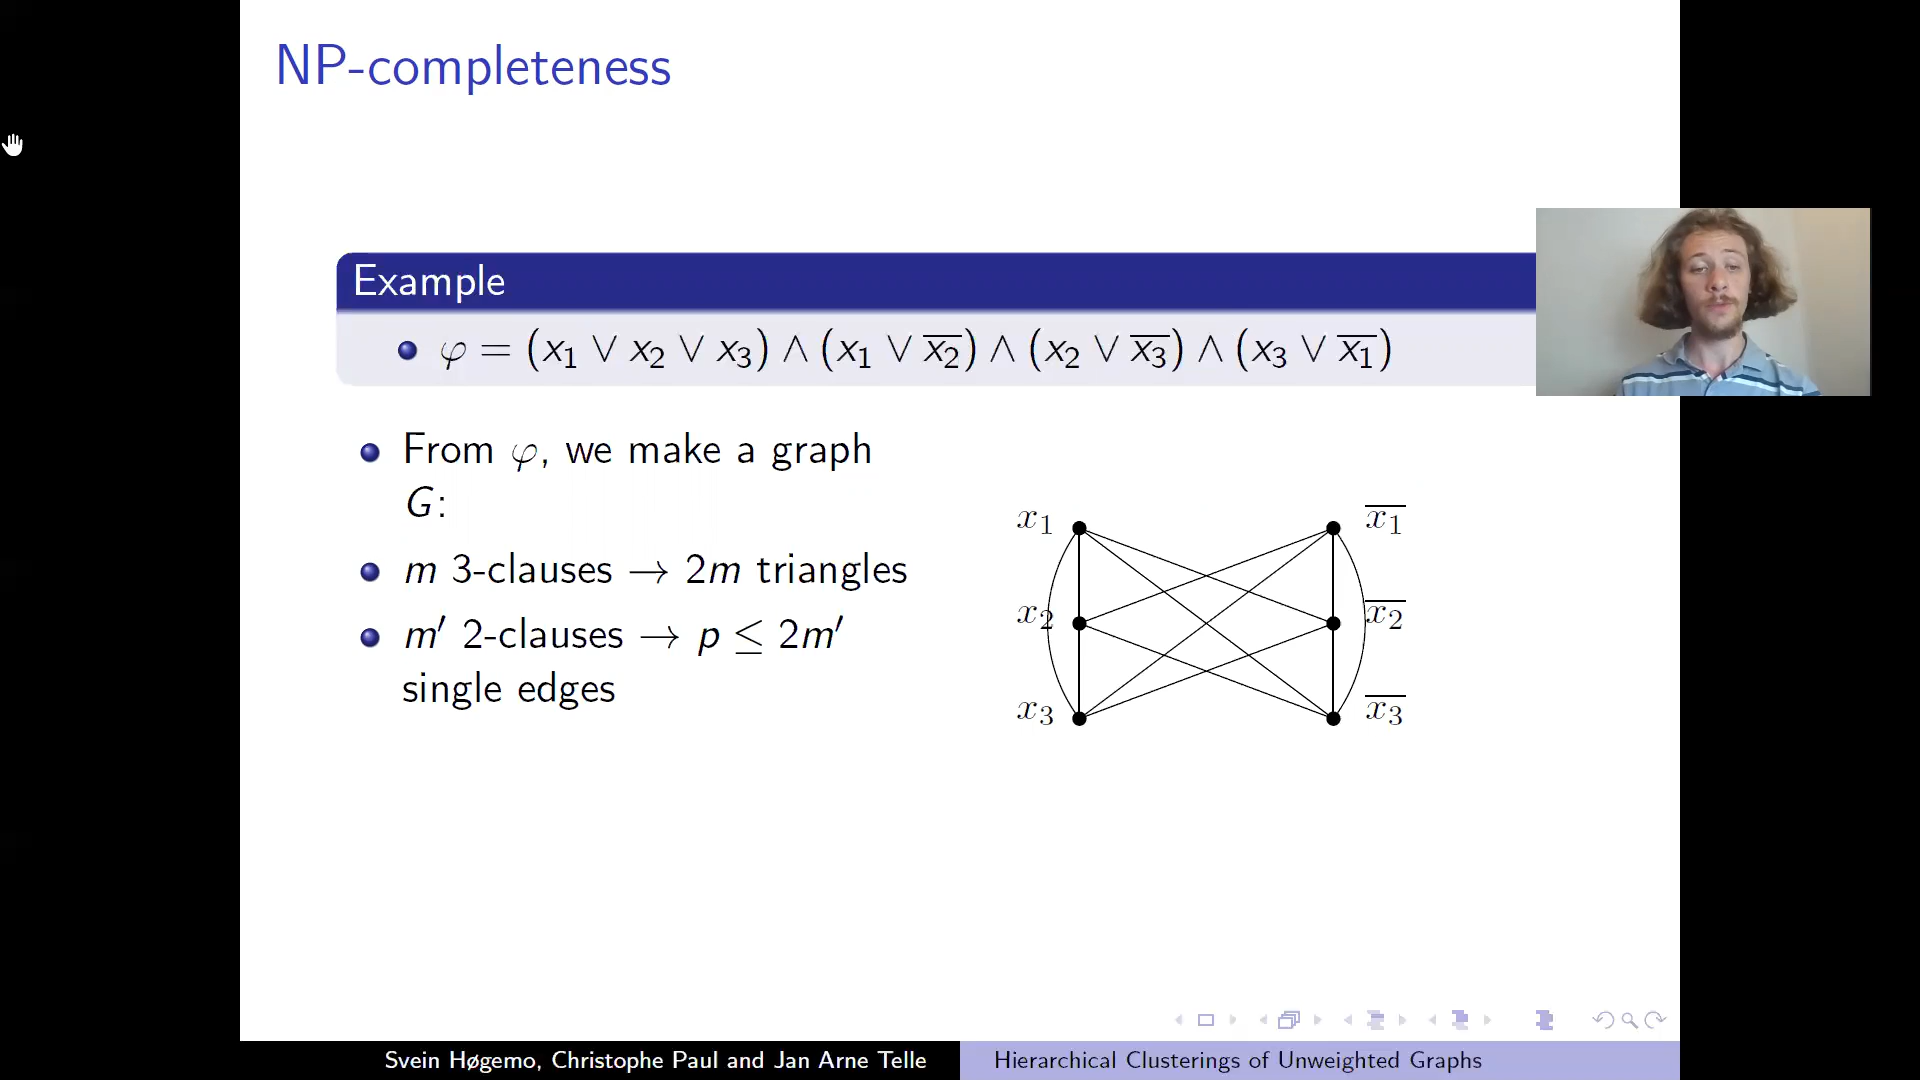 NP-completeness
Example
φ = (x₁ ∨ x₂ ∨ x₃) ∧ (x₁ ∨ x̅₂) ∧ (x₂ ∨ x̅₃) ∧ (x₃ ∨ x̅₁)
From φ, we make a graph
G:
m 3-clauses → 2m triangles
m′ 2-clauses → p ≤ 2m′
single edges
x₁ x̅₁
x₂ x̅₂
x₃ x̅₃
Svein Høgemo, Christophe Paul and Jan Arne Telle
Hierarchical Clusterings of Unweighted Graphs